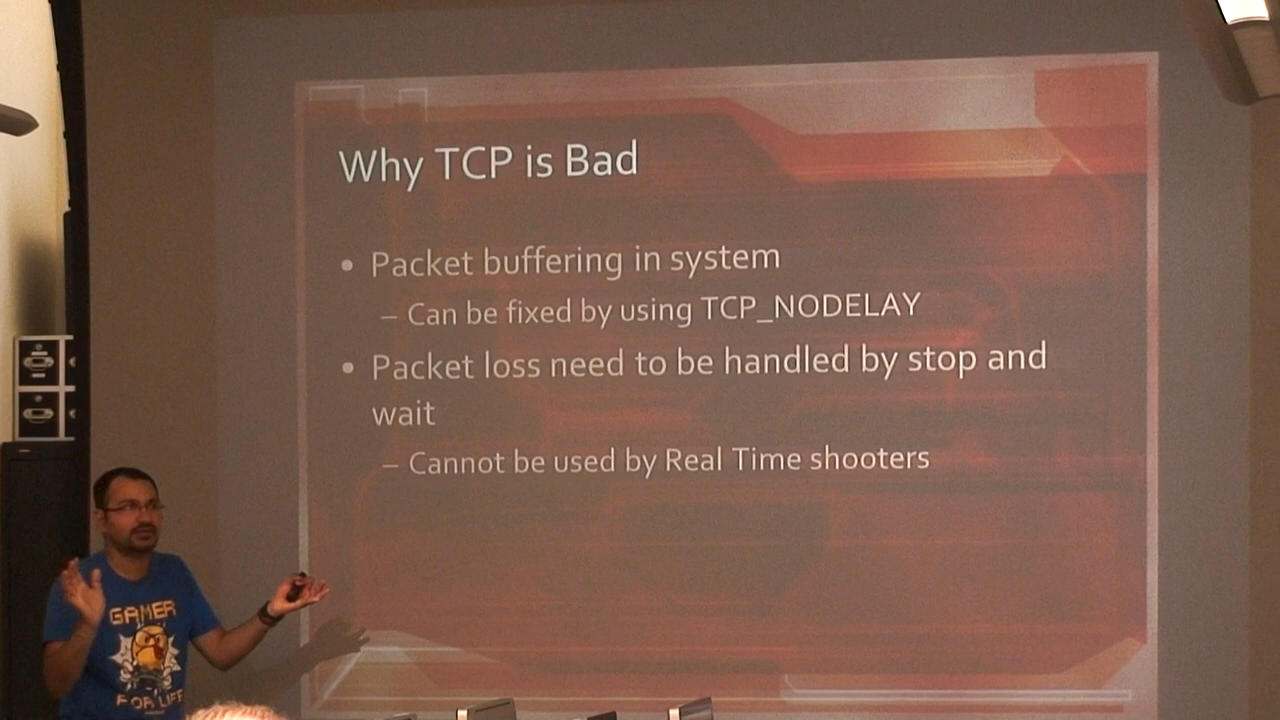 Why TCP is Bad
• Packet buffering in system
– Can be fixed by using TCP_NODELAY
• Packet loss need to be handled by stop and
wait
– Cannot be used by Real Time shooters
GAMER
FOR LIFE